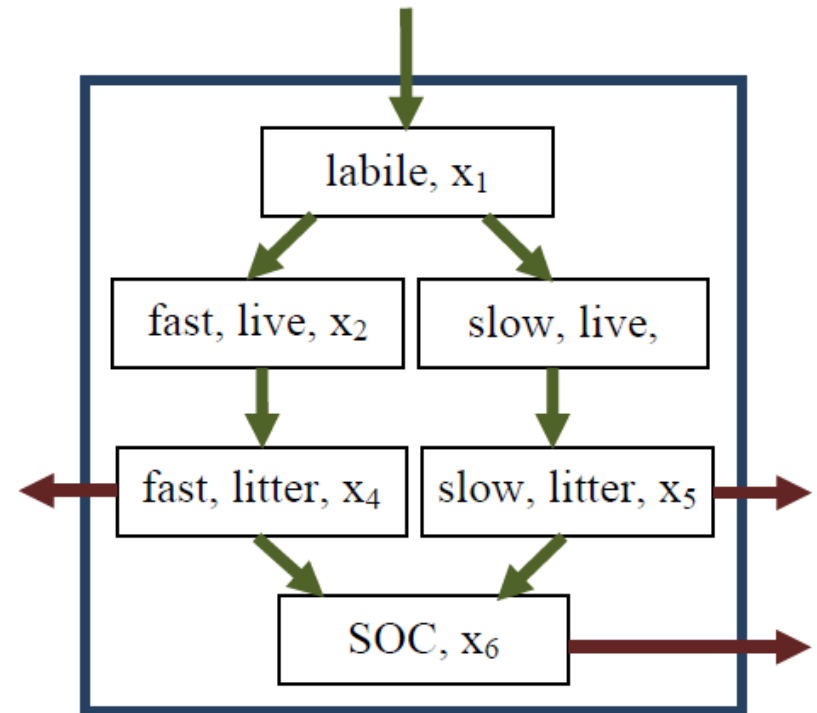 labile, x₁
fast, live, x₂
slow, live,
fast, litter, x₄
slow, litter, x₅
SOC, x₆